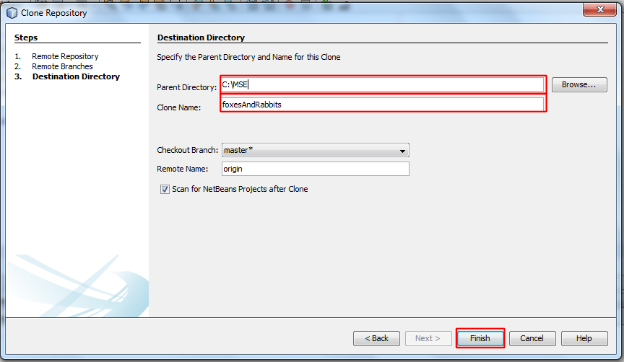 Clone Repository
Steps
1. Remote Repository
2. Remote Branches
3. Destination Directory
Destination Directory
Specify the Parent Directory and Name for this Clone
Parent Directory: C:\MSE Browse...
Clone Name: foxesAndRabbits
Checkout Branch: master*
Remote Name: origin
Scan for NetBeans Projects after Clone
< Back Next > Finish Cancel Help